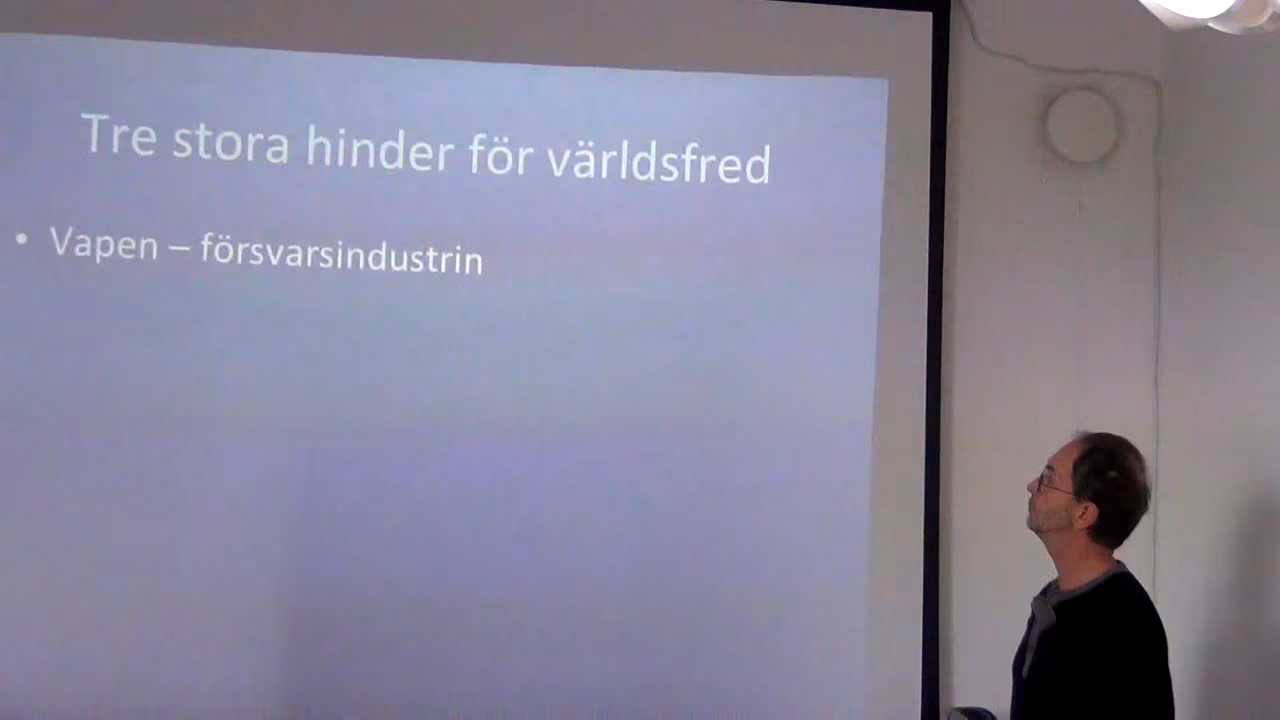 Tre stora hinder för världsfred
• Vapen – försvarsindustrin